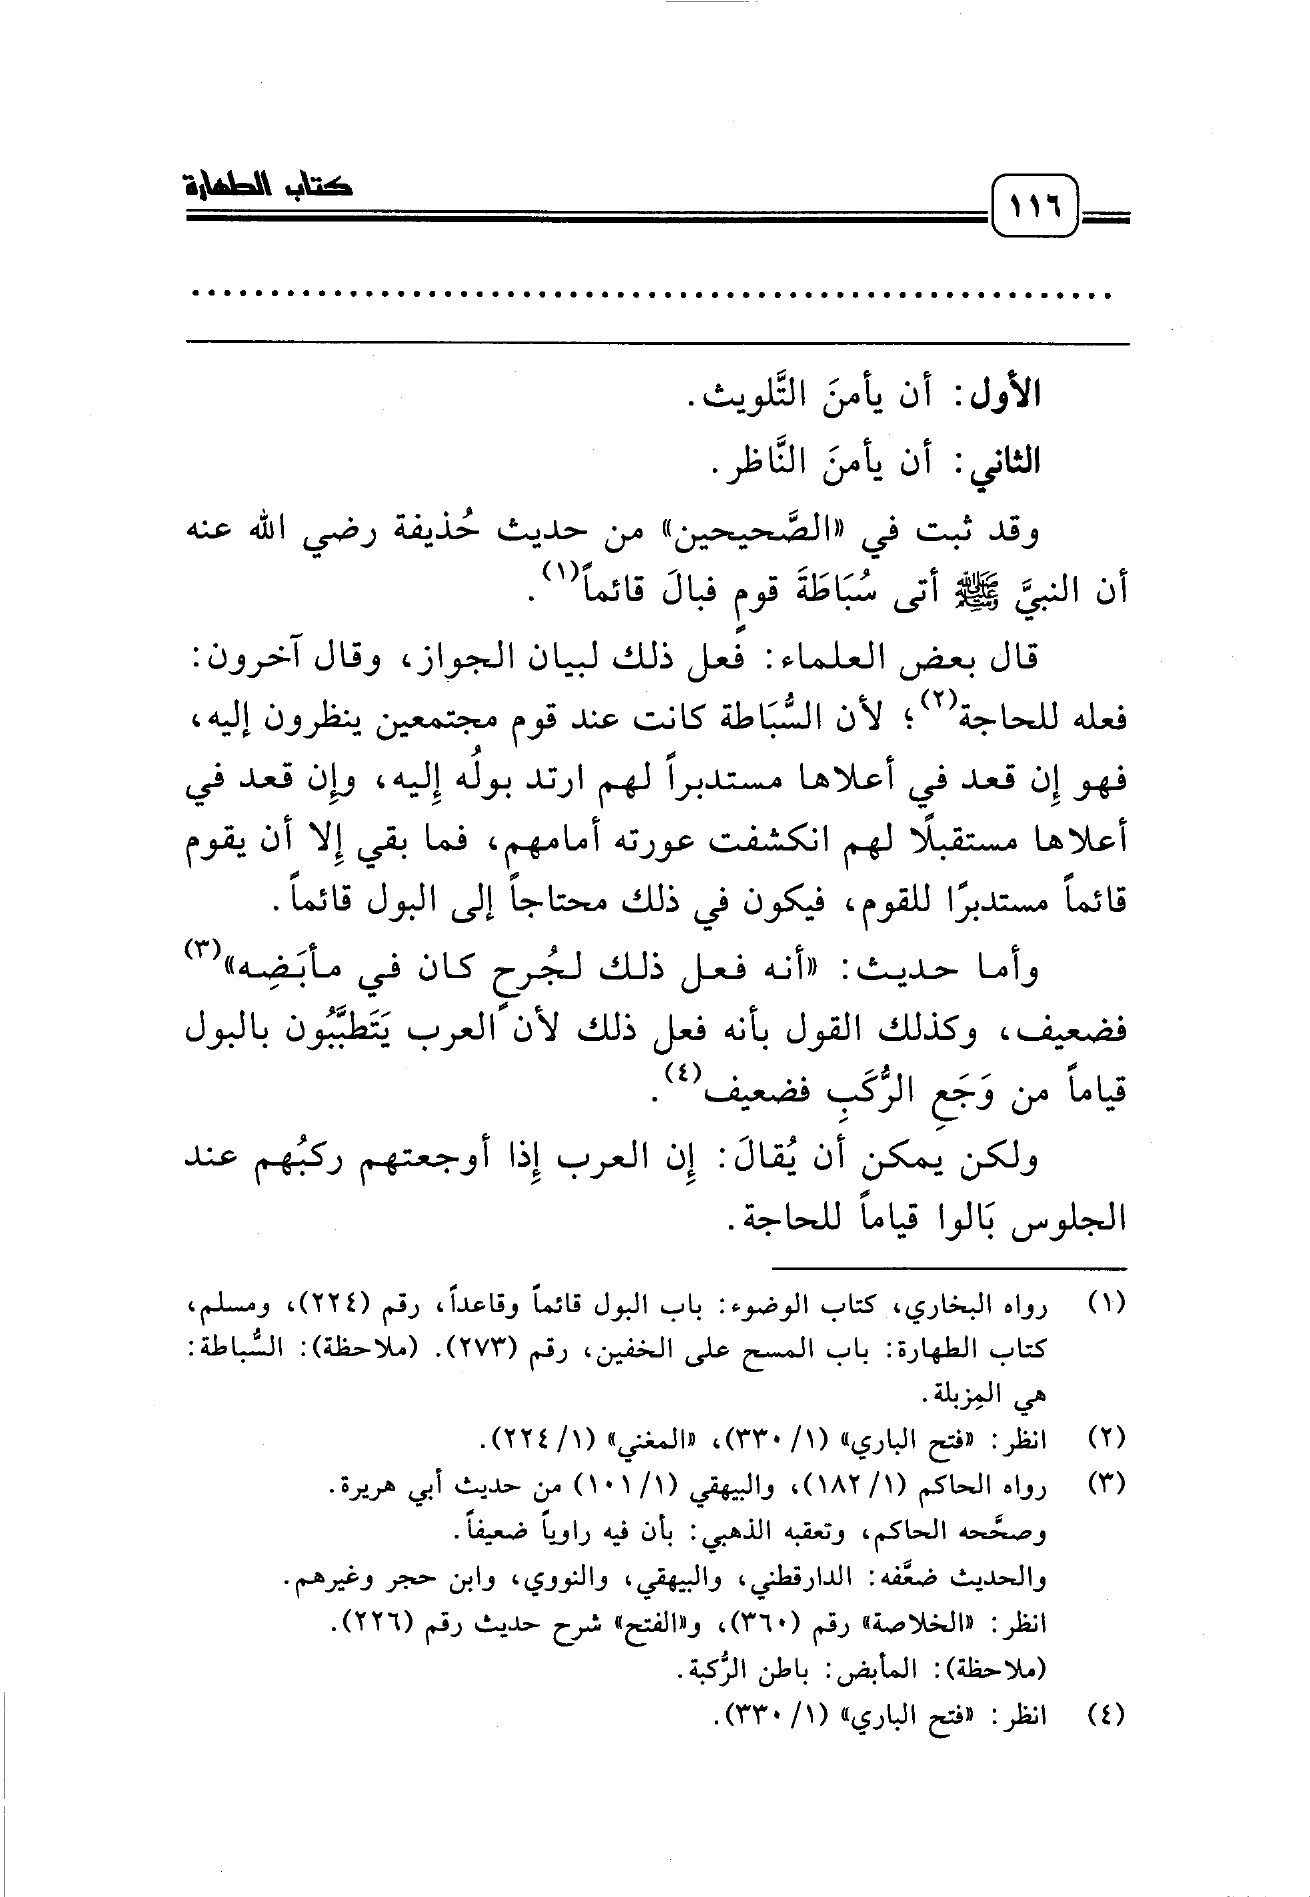 كتاب الطهارة
١١٦
الأول: أن يأمنَ التَّلويث.
الثاني: أن يأمنَ النَّاظر.
وقد ثبت في «الصَّحيحين» من حديث حُذيفة رضي الله عنه
أن النبيَّ ﷺ أتى سُبَاطَةَ قومٍ فبالَ قائماً(١).
قال بعض العلماء: فعل ذلك لبيان الجواز، وقال آخرون:
فعله للحاجة(٢)؛ لأن السُّبَاطة كانت عند قوم مجتمعين ينظرون إليه،
فهو إِن قعد في أعلاها مستدبراً لهم ارتد بولُه إِليه، وإِن قعد في
أعلاها مستقبلًا لهم انكشفت عورته أمامهم، فما بقي إِلا أن يقوم
قائماً مستدبرًا للقوم، فيكون في ذلك محتاجاً إلى البول قائماً.
وأما حديث: «أنه فعل ذلك لجُرحٍ كان في مأبَضِه»(٣)
فضعيف، وكذلك القول بأنه فعل ذلك لأن العرب يَتَطبَّبُون بالبول
قياماً من وَجَعِ الرُّكَبِ فضعيف(٤).
ولكن يمكن أن يُقالَ: إِن العرب إِذا أوجعتهم ركبُهم عند
الجلوس بَالوا قياماً للحاجة.
(١) رواه البخاري، كتاب الوضوء: باب البول قائماً وقاعداً، رقم (٢٢٤)، ومسلم،
كتاب الطهارة: باب المسح على الخفين، رقم (٢٧٣). (ملاحظة): السُّباطة:
هي المِزبلة.
(٢) انظر: «فتح الباري» (١/ ٣٣٠)، «المغني» (١/ ٢٢٤).
(٣) رواه الحاكم (١/ ١٨٢)، والبيهقي (١/ ١٠١) من حديث أبي هريرة.
وصحَّحه الحاكم، وتعقبه الذهبي: بأن فيه راوياً ضعيفاً.
والحديث ضعَّفه: الدارقطني، والبيهقي، والنووي، وابن حجر وغيرهم.
انظر: «الخلاصة» رقم (٣٦٠)، و«الفتح» شرح حديث رقم (٢٢٦).
(ملاحظة): المأبض: باطن الرُّكبة.
(٤) انظر: «فتح الباري» (١/ ٣٣٠).